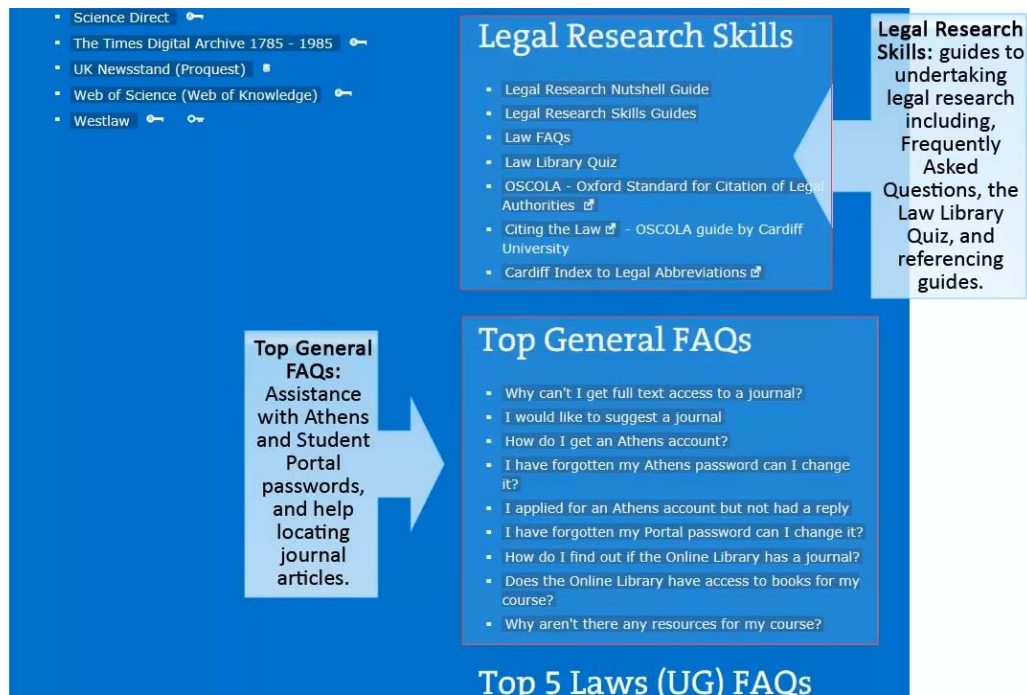 Science Direct
The Times Digital Archive 1785 - 1985
UK Newsstand (Proquest)
Web of Science (Web of Knowledge)
Westlaw
Legal Research Skills
Legal Research Nutshell Guide
Legal Research Skills Guides
Law FAQs
Law Library Quiz
OSCOLA - Oxford Standard for Citation of Legal
Authorities
Citing the Law - OSCOLA guide by Cardiff
University
Cardiff Index to Legal Abbreviations
Legal Research
Skills: guides to
undertaking
legal research
including,
Frequently
Asked
Questions, the
Law Library
Quiz, and
referencing
guides.
Top General
FAQs:
Assistance
with Athens
and Student
Portal
passwords,
and help
locating
journal
articles.
Top General FAQs
Why can't I get full text access to a journal?
I would like to suggest a journal
How do I get an Athens account?
I have forgotten my Athens password can I change
it?
I applied for an Athens account but not had a reply
I have forgotten my Portal password can I change it?
How do I find out if the Online Library has a journal?
Does the Online Library have access to books for my
course?
Why aren't there any resources for my course?
Top 5 Laws (UG) FAQs